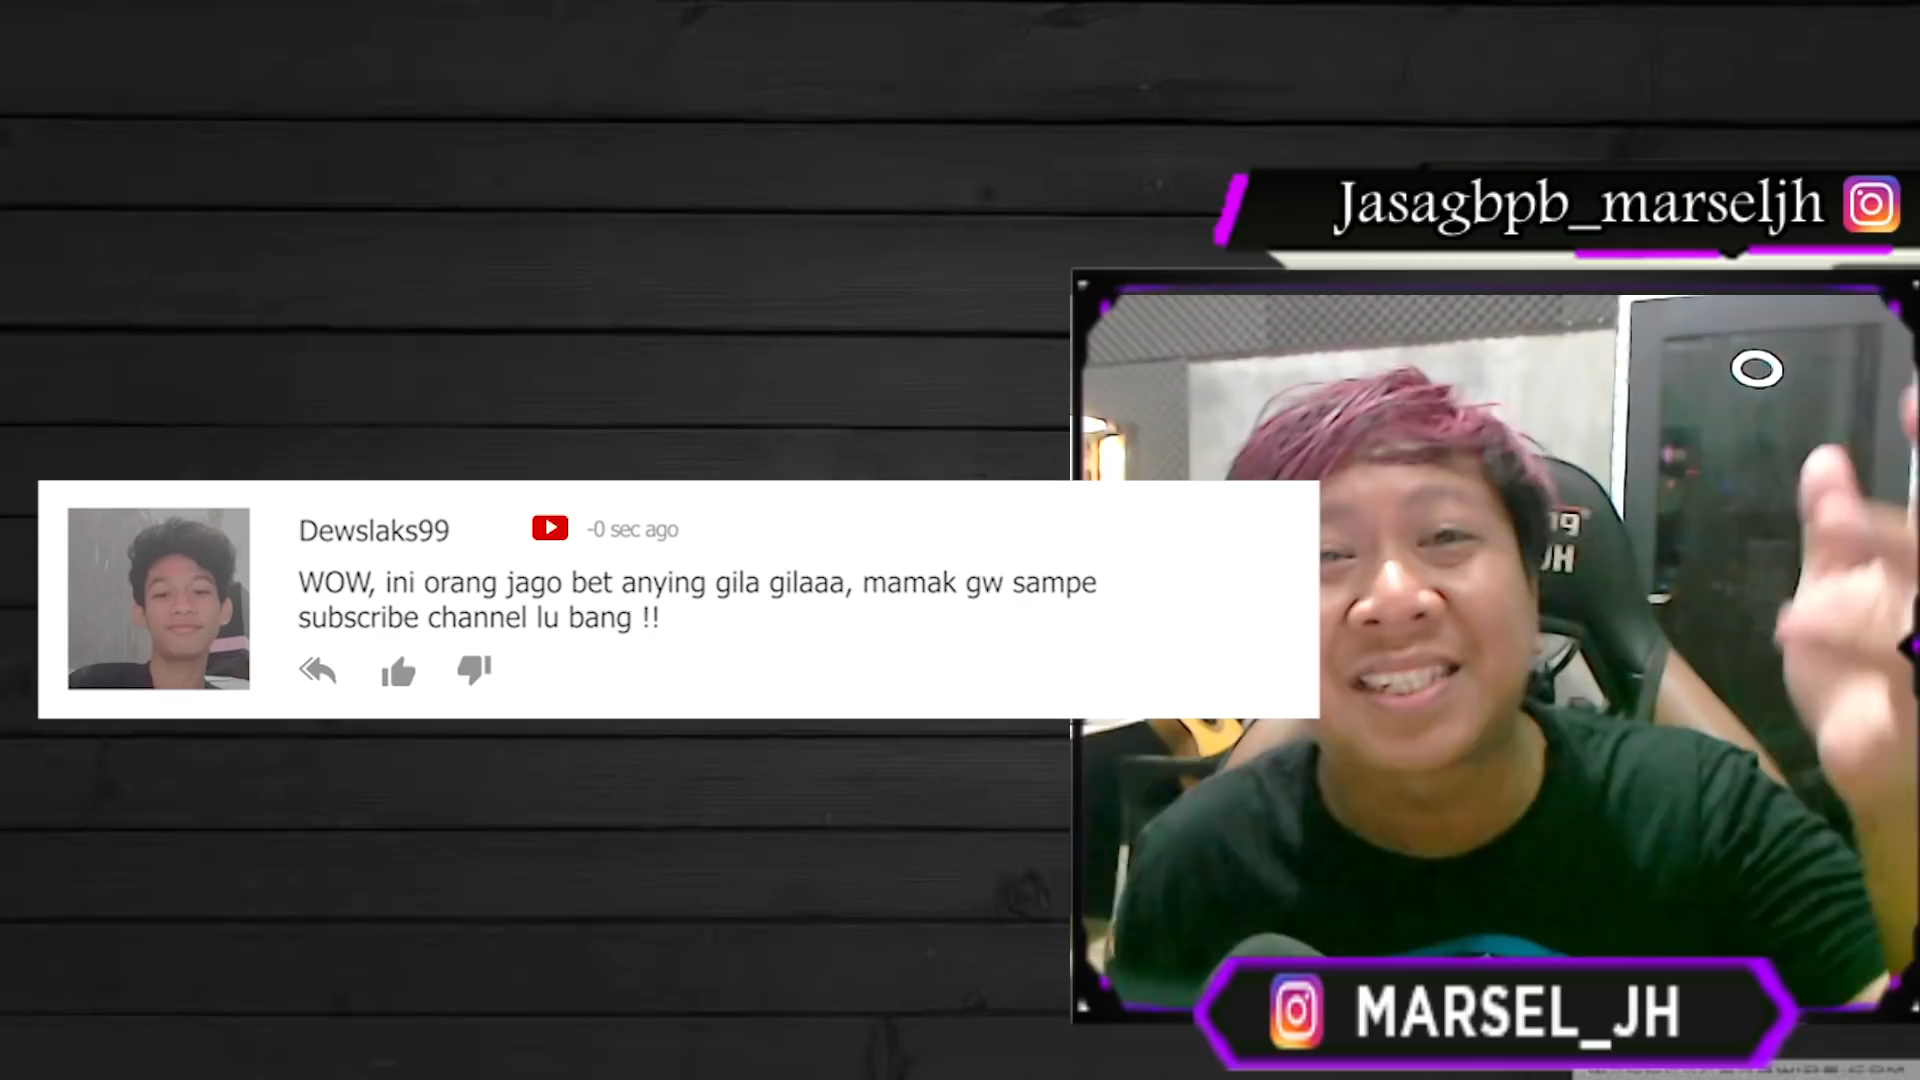 Jasagbpb_marseljh
Dewslaks99
-0 sec ago
WOW, ini orang jago bet anying gila gilaaa, mamak gw sampe
subscribe channel lu bang !!
JH
MARSEL_JH